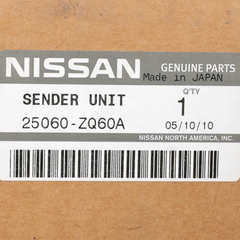 NISSAN GENUINE PARTS
Made in JAPAN
SENDER UNIT Q'TY
1
25060-ZQ60A 05/10/10
NISSAN NORTH AMERICA, INC.